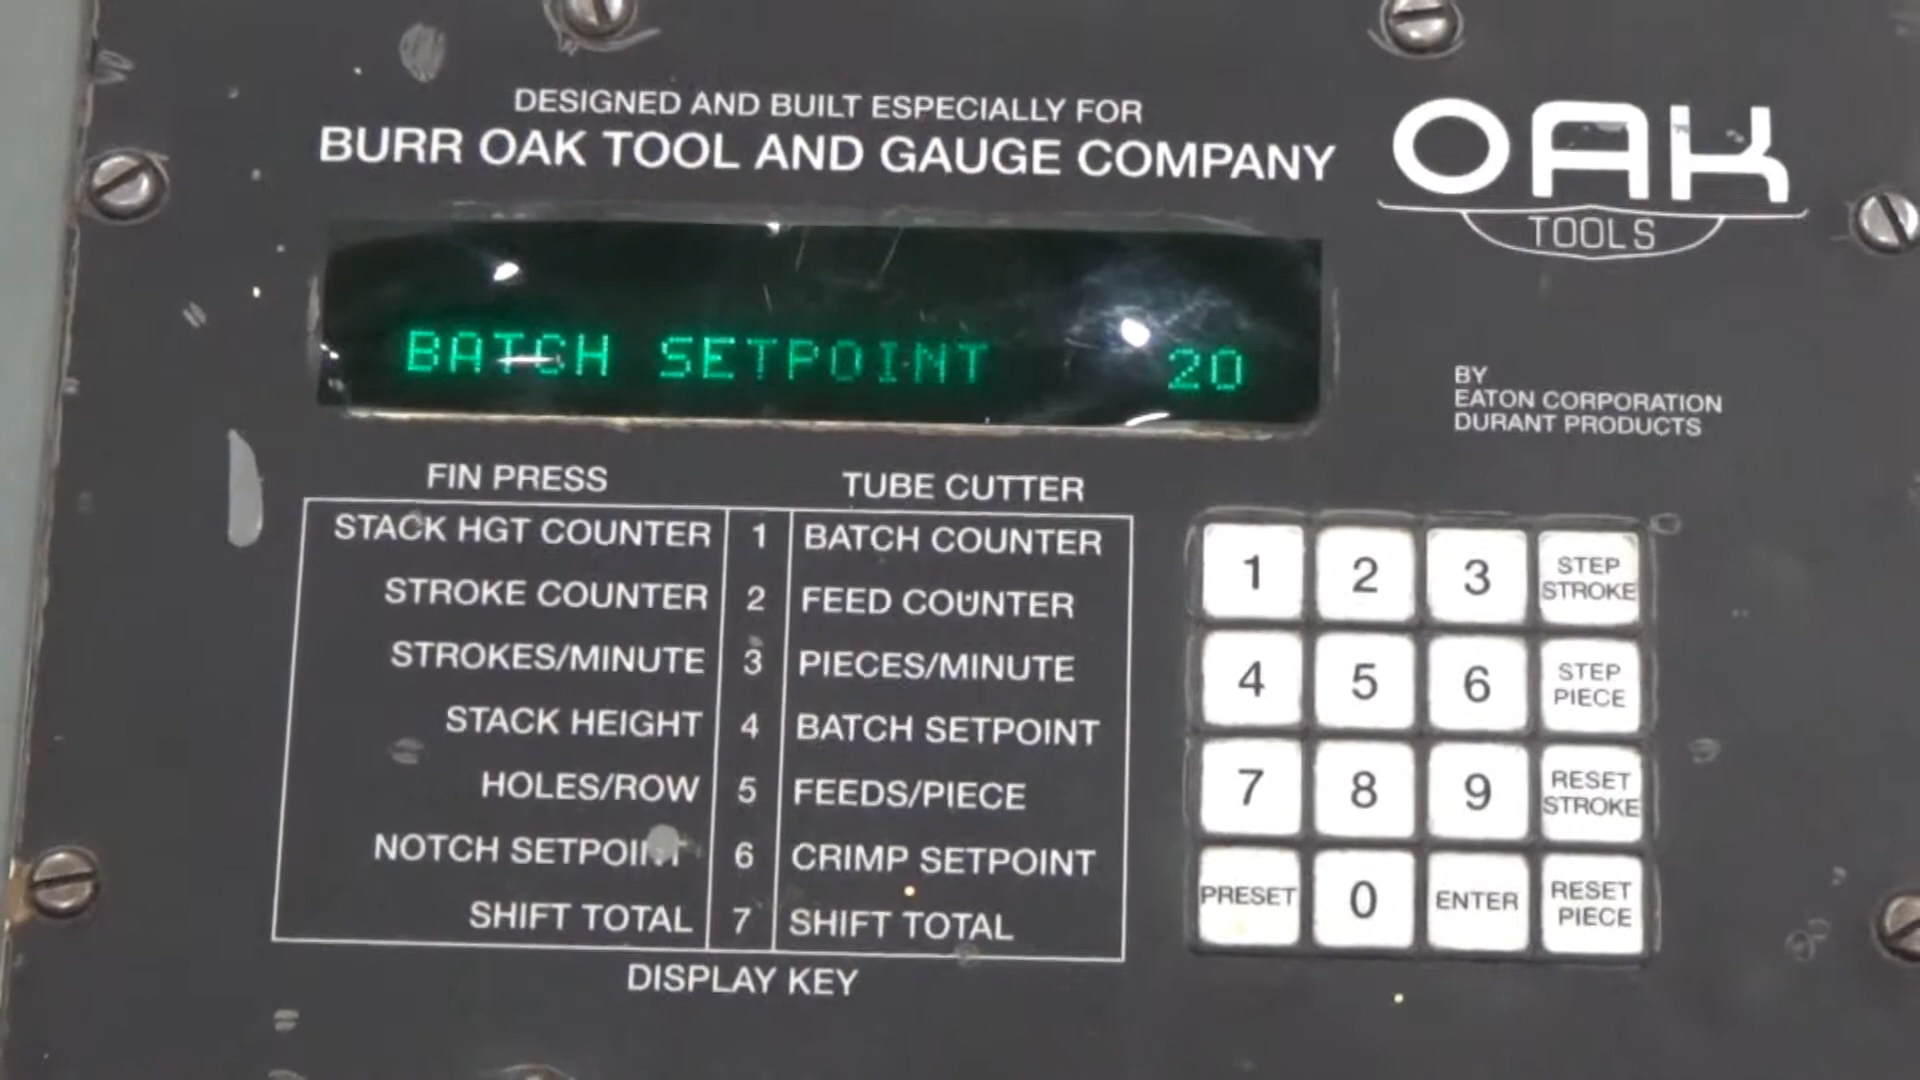 DESIGNED AND BUILT ESPECIALLY FOR
BURR OAK TOOL AND GAUGE COMPANY
OAK
TOOLS
BATCH SETPOINT 20
BY
EATON CORPORATION
DURANT PRODUCTS
FIN PRESS TUBE CUTTER
STACK HGT COUNTER 1 BATCH COUNTER
STROKE COUNTER 2 FEED COUNTER
STROKES/MINUTE 3 PIECES/MINUTE
STACK HEIGHT 4 BATCH SETPOINT
HOLES/ROW 5 FEEDS/PIECE
NOTCH SETPOINT 6 CRIMP SETPOINT
SHIFT TOTAL 7 SHIFT TOTAL
DISPLAY KEY
1 2 3 STEP STROKE
4 5 6 STEP PIECE
7 8 9 RESET STROKE
PRESET 0 ENTER RESET PIECE